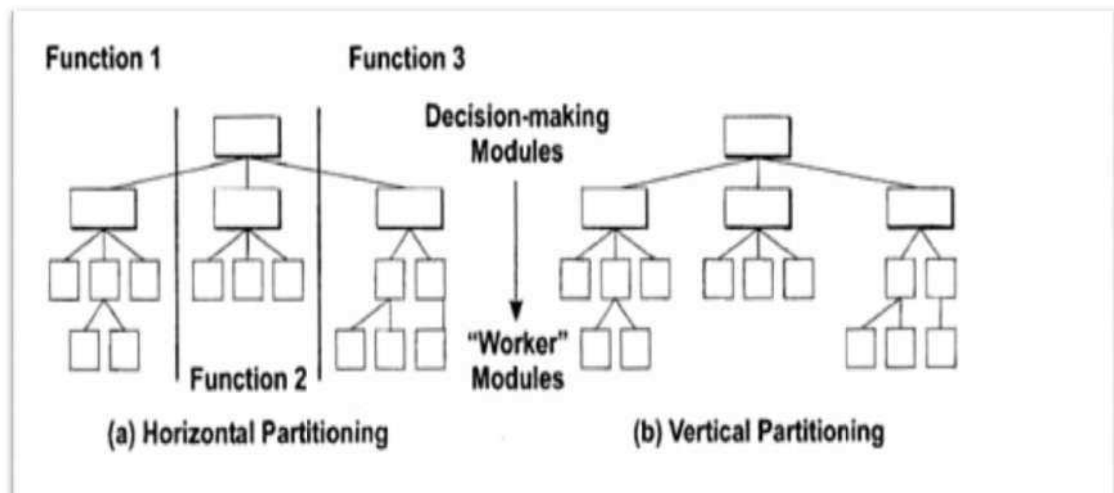 Function 1
Function 3
Decision-making
Modules
"Worker"
Modules
Function 2
(a) Horizontal Partitioning
(b) Vertical Partitioning